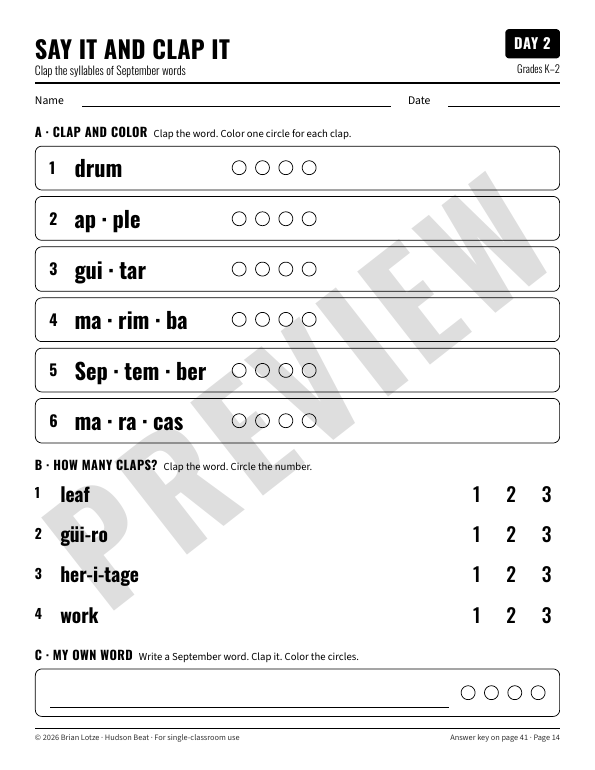 SAY IT AND CLAP IT
DAY 2
Clap the syllables of September words
Grades K–2
Name
Date
A · CLAP AND COLOR Clap the word. Color one circle for each clap.
1 drum
2 ap · ple
3 gui · tar
4 ma · rim · ba
5 Sep · tem · ber
6 ma · ra · cas
PREVIEW
B · HOW MANY CLAPS? Clap the word. Circle the number.
1 leaf 1 2 3
2 güi-ro 1 2 3
3 her-i-tage 1 2 3
4 work 1 2 3
C · MY OWN WORD Write a September word. Clap it. Color the circles.
© 2026 Brian Lotze · Hudson Beat · For single-classroom use
Answer key on page 41 · Page 14